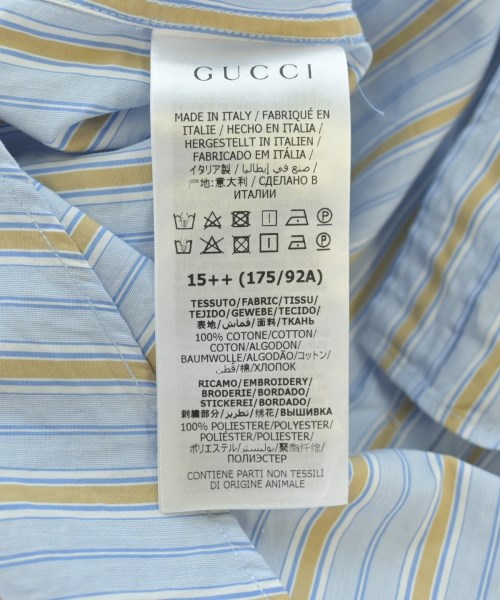 GUCCI
MADE IN ITALY / FABRIQUÉ EN
ITALIE / HECHO EN ITALIA /
HERGESTELLT IN ITALIEN /
FABRICADO EM ITÁLIA /
イタリア製 / صنع في إيطاليا /
产地:意大利 / СДЕЛАНО В
ИТАЛИИ
15++ (175/92A)
TESSUTO/FABRIC/TISSU/
TEJIDO/GEWEBE/TECIDO/
表地/قماش/面料/ТКАНЬ
100% COTONE/COTTON/
COTON/ALGODON/
BAUMWOLLE/ALGODÃO/コットン/
قطن/棉/ХЛОПОК
RICAMO/EMBROIDERY/
BRODERIE/BORDADO/
STICKEREI/BORDADO/
刺繍部分/تطريز/绣花/ВЫШИВКА
100% POLIESTERE/POLYESTER/
POLIÉSTER/POLIESTER/
ポリエステル/بوليستر/聚酯纤维/
ПОЛИЭСТЕР
CONTIENE PARTI NON TESSILI
DI ORIGINE ANIMALE